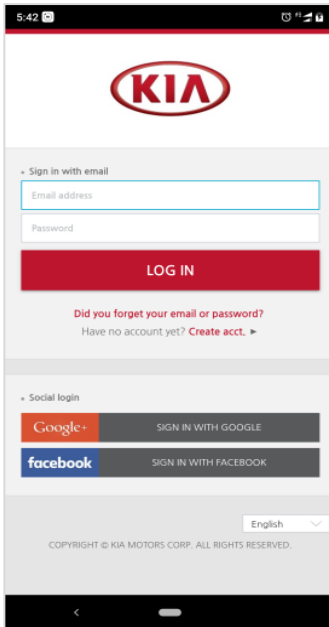 5:42
KIA
Sign in with email
Email address
Password
LOG IN
Did you forget your email or password?
Have no account yet? Create acct. ►
Social login
Google+ SIGN IN WITH GOOGLE
facebook SIGN IN WITH FACEBOOK
English
COPYRIGHT © KIA MOTORS CORP. ALL RIGHTS RESERVED.